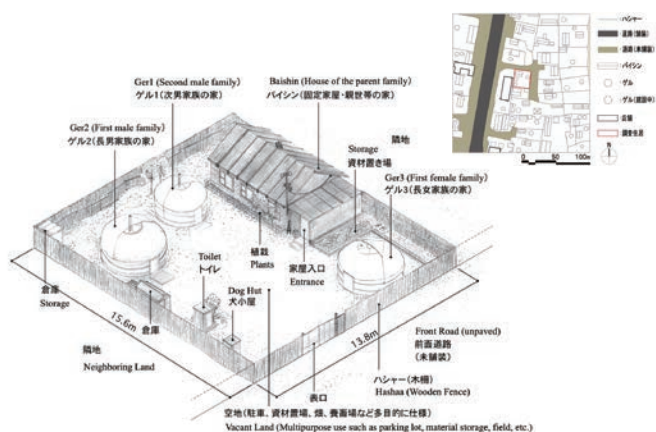 Ger1 (Second male family)
ゲル1(次男家族の家)
Baishin (House of the parent family)
バイシン(固定家屋・親世帯の家)
Ger2 (First male family)
ゲル2(長男家族の家)
隣地
Storage
資材置き場
Ger3 (First female family)
ゲル3(長女家族の家)
植栽
Plants
家屋入口
Entrance
Toilet
トイレ
Dog Hut
犬小屋
倉庫
Storage
倉庫
15.6m
13.8m
隣地
Neighboring Land
Front Road (unpaved)
前面道路
(未舗装)
ハシャー(木柵)
Hashaa (Wooden Fence)
表口
空地(駐車、資材置場、畑、養畜場など多目的に仕様)
Vacant Land (Multipurpose use such as parking lot, material storage, field, etc.)
ハシャー
道路(舗装)
道路(未舗装)
バイシン
ゲル
ゲル(建設中)
店舗
N
0
50
100m